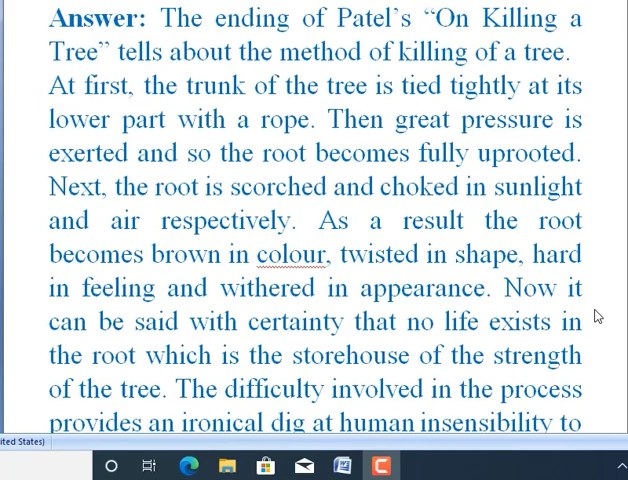 Answer: The ending of Patel's “On Killing a
Tree” tells about the method of killing of a tree.
At first, the trunk of the tree is tied tightly at its
lower part with a rope. Then great pressure is
exerted and so the root becomes fully uprooted.
Next, the root is scorched and choked in sunlight
and air respectively. As a result the root
becomes brown in colour, twisted in shape, hard
in feeling and withered in appearance. Now it
can be said with certainty that no life exists in
the root which is the storehouse of the strength
of the tree. The difficulty involved in the process
provides an ironical dig at human insensibility to
ited States)